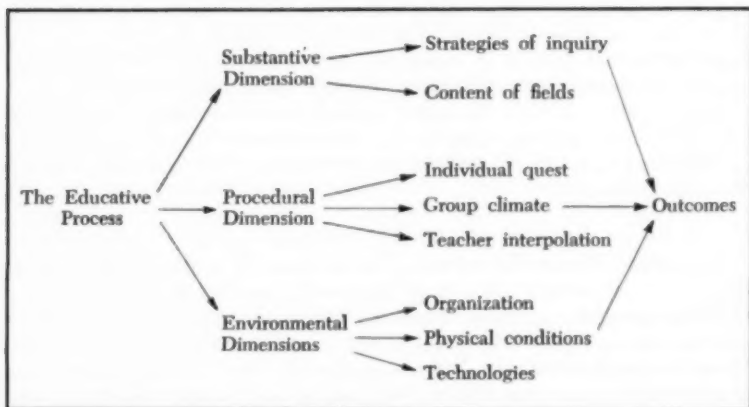 Substantive
Dimension
Strategies of inquiry
Content of fields
The Educative
Process
Procedural
Dimension
Individual quest
Group climate
Teacher interpolation
Outcomes
Environmental
Dimensions
Organization
Physical conditions
Technologies